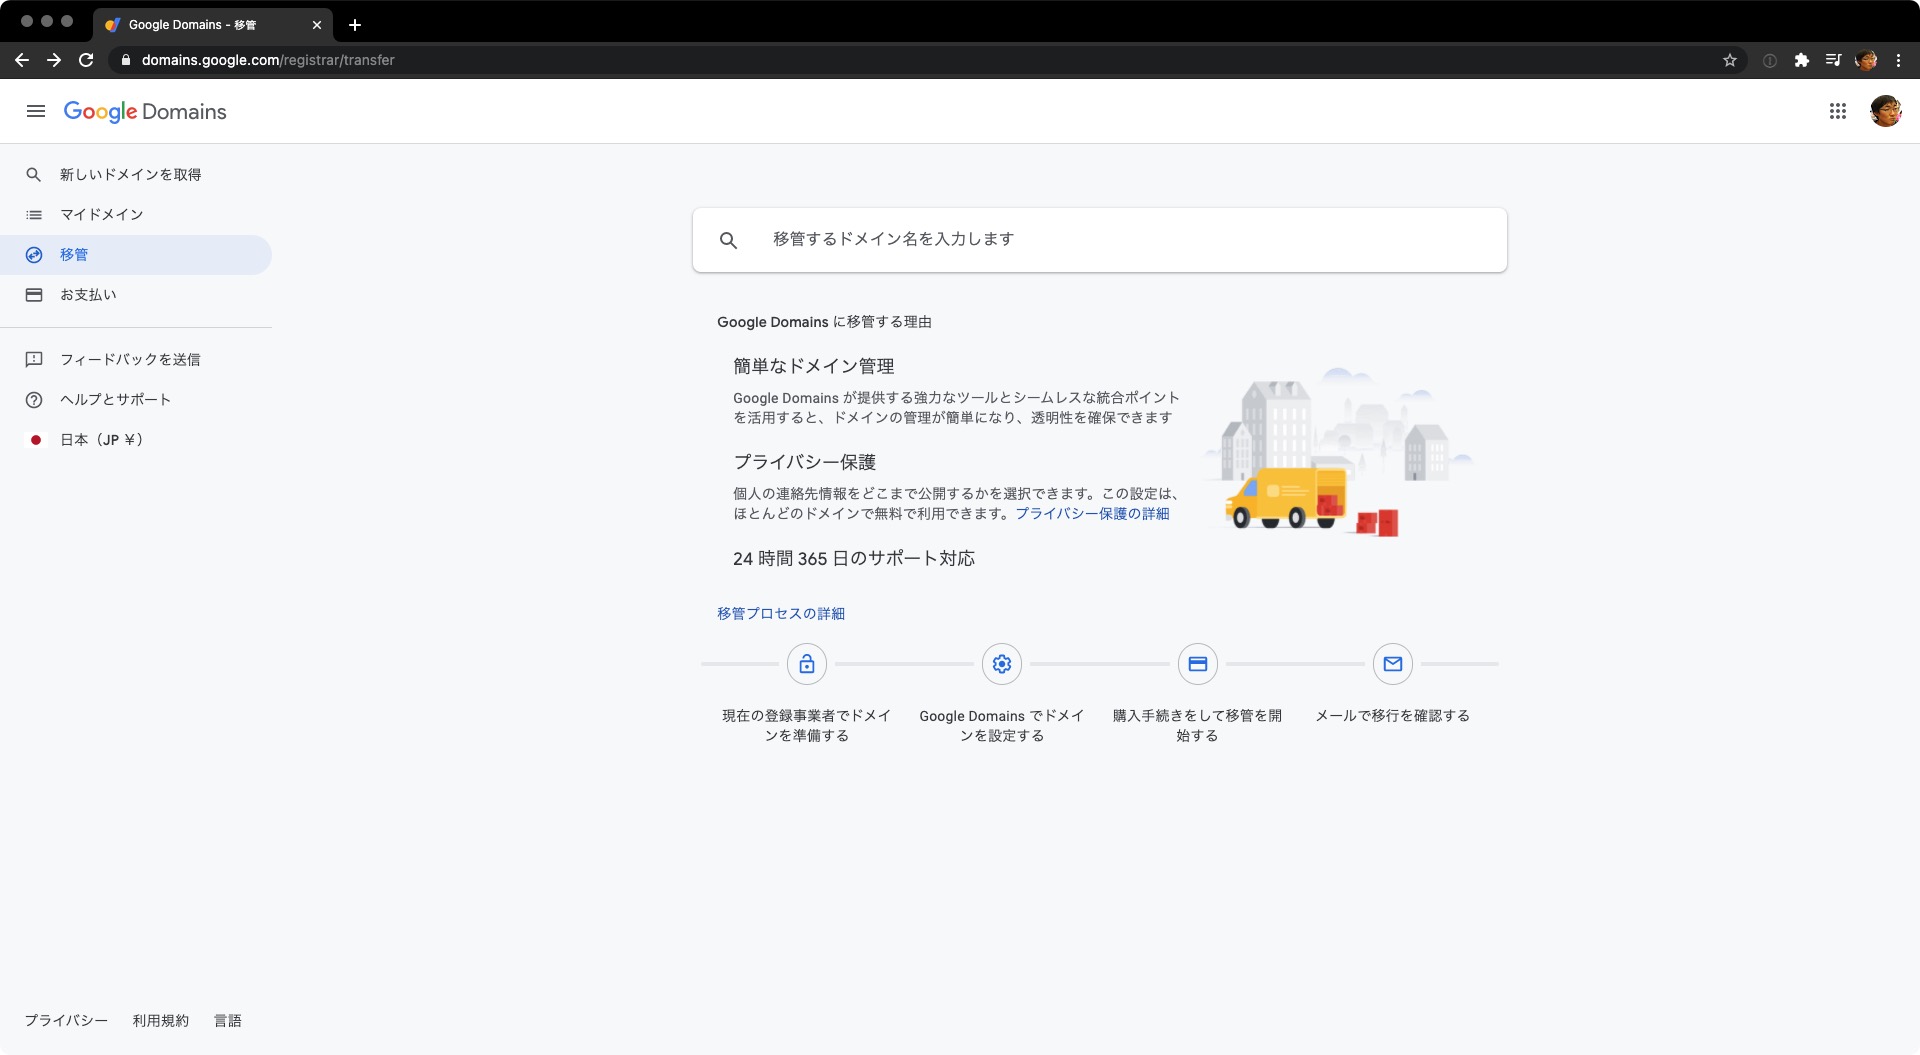 Google Domains - 移管
domains.google.com/registrar/transfer
Google Domains
新しいドメインを取得
マイドメイン
移管
お支払い
フィードバックを送信
ヘルプとサポート
日本（JP ¥）
移管するドメイン名を入力します
Google Domains に移管する理由
簡単なドメイン管理
Google Domains が提供する強力なツールとシームレスな統合ポイント
を活用すると、ドメインの管理が簡単になり、透明性を確保できます
プライバシー保護
個人の連絡先情報をどこまで公開するかを選択できます。この設定は、
ほとんどのドメインで無料で利用できます。プライバシー保護の詳細
24 時間 365 日のサポート対応
移管プロセスの詳細
現在の登録事業者でドメイ
ンを準備する
Google Domains でドメイ
ンを設定する
購入手続きをして移管を開
始する
メールで移行を確認する
プライバシー 利用規約 言語